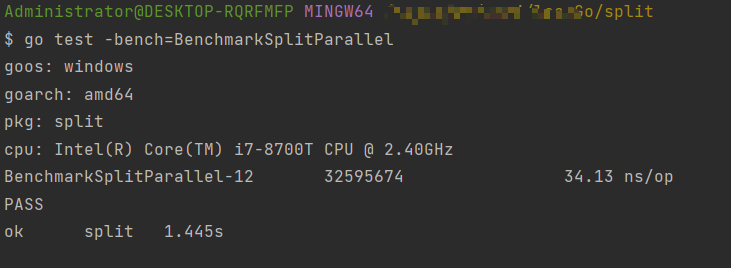 Administrator@DESKTOP-RQRFMFP MINGW64 Go/split
$ go test -bench=BenchmarkSplitParallel
goos: windows
goarch: amd64
pkg: split
cpu: Intel(R) Core(TM) i7-8700T CPU @ 2.40GHz
BenchmarkSplitParallel-12 32595674 34.13 ns/op
PASS
ok split 1.445s